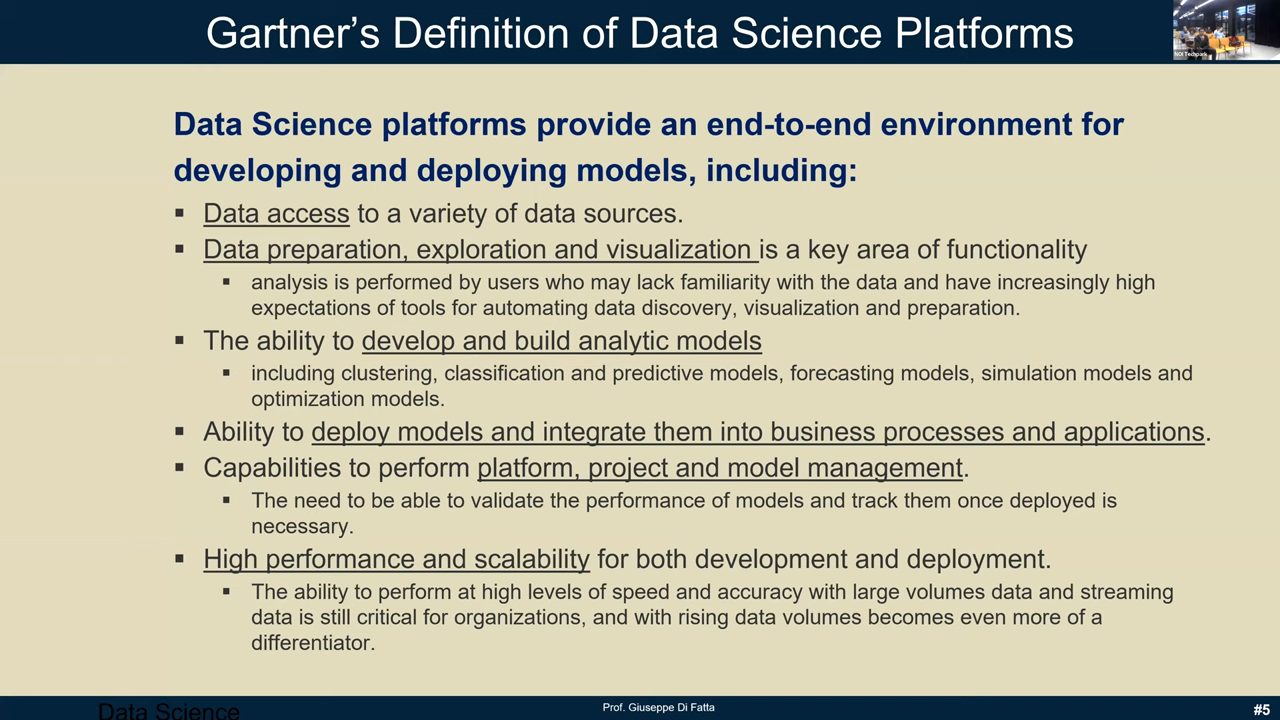 Gartner's Definition of Data Science Platforms
NOI Techpark
Data Science platforms provide an end-to-end environment for
developing and deploying models, including:
▪ Data access to a variety of data sources.
▪ Data preparation, exploration and visualization is a key area of functionality
▪ analysis is performed by users who may lack familiarity with the data and have increasingly high
expectations of tools for automating data discovery, visualization and preparation.
▪ The ability to develop and build analytic models
▪ including clustering, classification and predictive models, forecasting models, simulation models and
optimization models.
▪ Ability to deploy models and integrate them into business processes and applications.
▪ Capabilities to perform platform, project and model management.
▪ The need to be able to validate the performance of models and track them once deployed is
necessary.
▪ High performance and scalability for both development and deployment.
▪ The ability to perform at high levels of speed and accuracy with large volumes data and streaming
data is still critical for organizations, and with rising data volumes becomes even more of a
differentiator.
Data Science
Prof. Giuseppe Di Fatta
#5